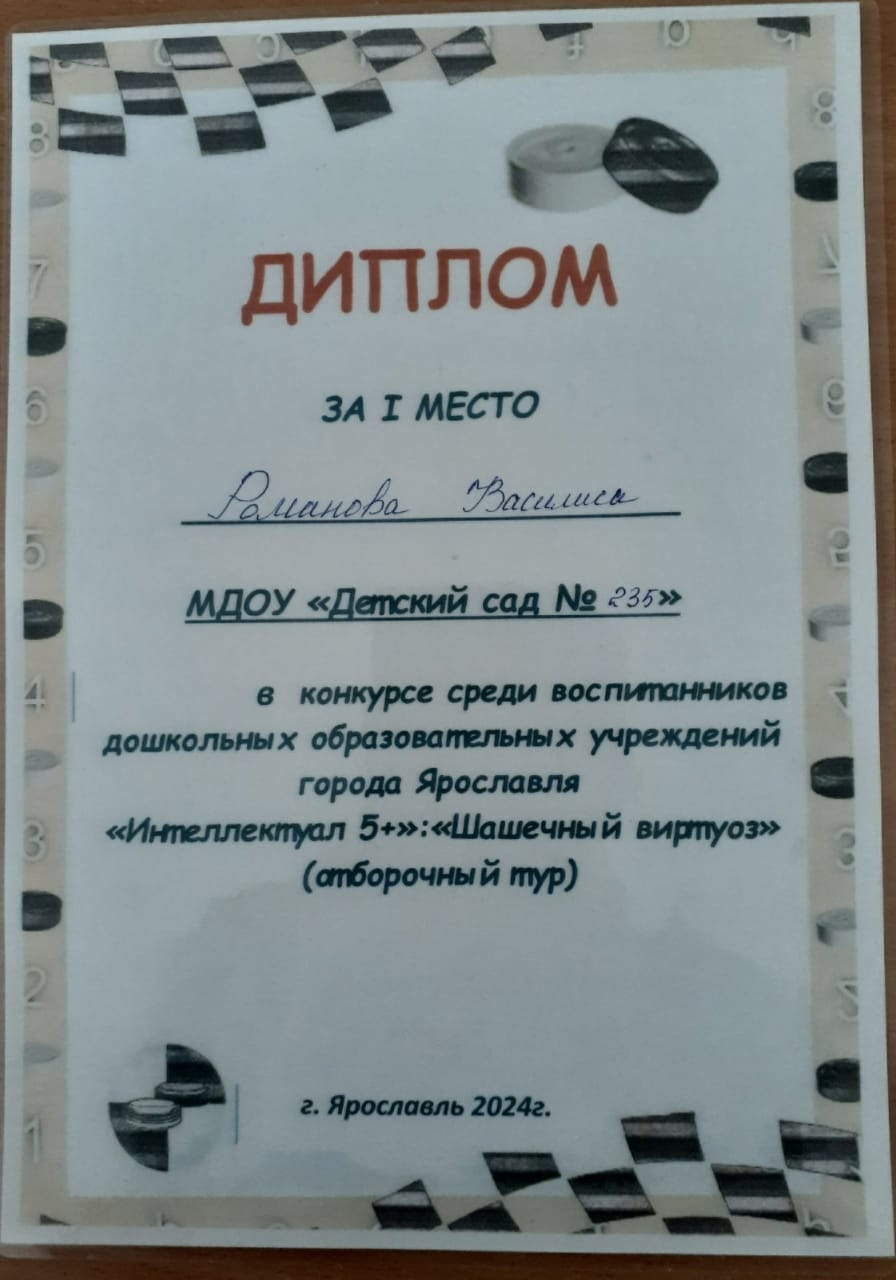 ДИПЛОМ
ЗА I МЕСТО
Романова Василиса
МДОУ «Детский сад № 235»
в конкурсе среди воспитанников
дошкольных образовательных учреждений
города Ярославля
«Интеллектуал 5+»:«Шашечный виртуоз»
(отборочный тур)
г. Ярославль 2024г.